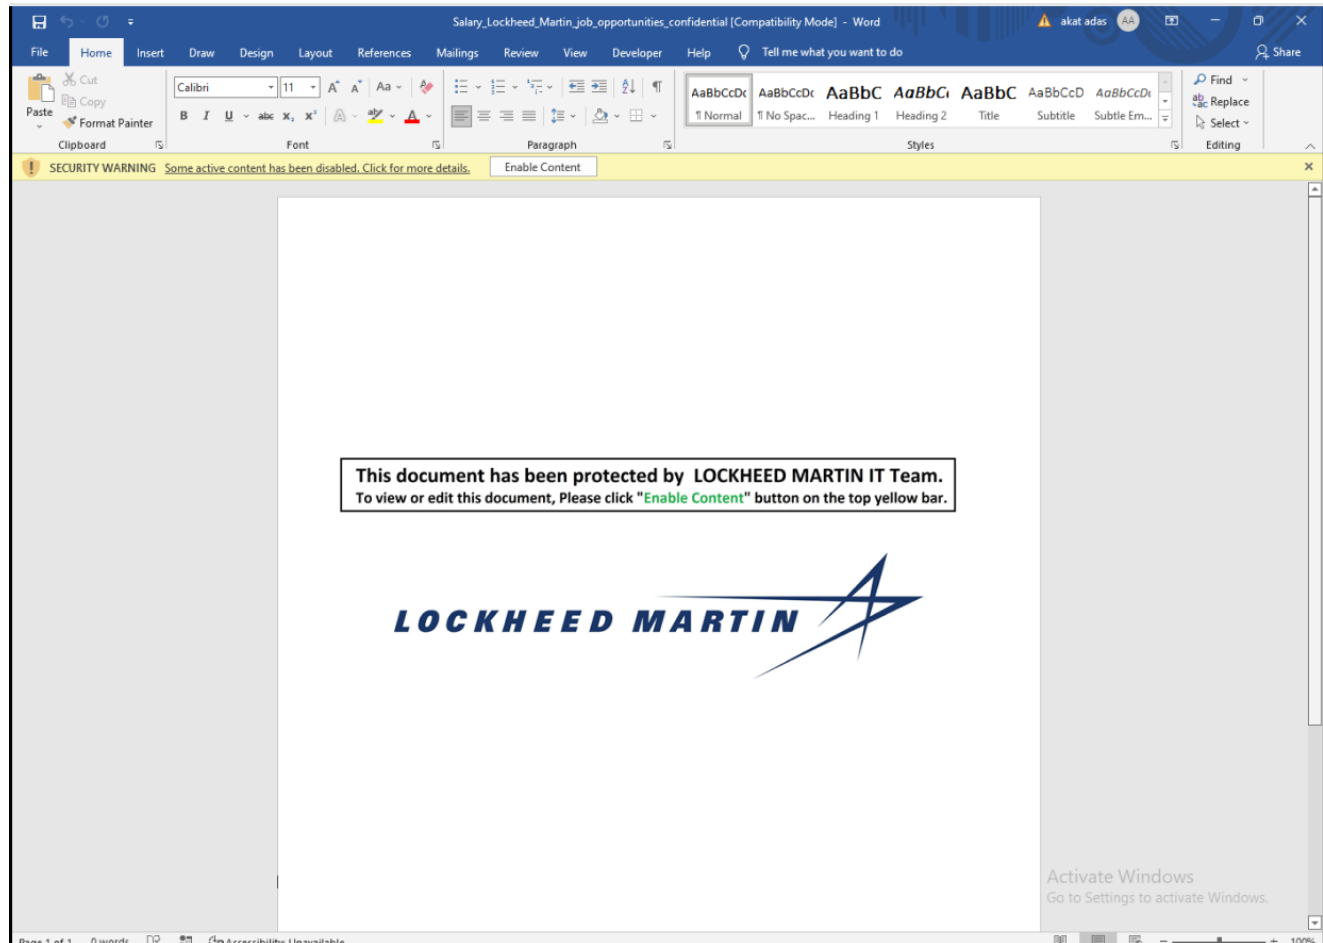 Salary_Lockheed_Martin_job_opportunities_confidential [Compatibility Mode] - Word
akat adas
AA
File Home Insert Draw Design Layout References Mailings Review View Developer Help Tell me what you want to do Share
Cut
Copy
Paste
Format Painter
Clipboard
Calibri 11
Font
Paragraph
AaBbCcDc AaBbCcDc AaBbC AaBbCc AaBbC AaBbCcD AaBbCcDc
¶ Normal ¶ No Spac... Heading 1 Heading 2 Title Subtitle Subtle Em...
Styles
Find
Replace
Select
Editing
SECURITY WARNING Some active content has been disabled. Click for more details. Enable Content
This document has been protected by LOCKHEED MARTIN IT Team.
To view or edit this document, Please click "Enable Content" button on the top yellow bar.
LOCKHEED MARTIN
Activate Windows
Go to Settings to activate Windows.
Page 1 of 1 0 words Accessibility: Unavailable 100%